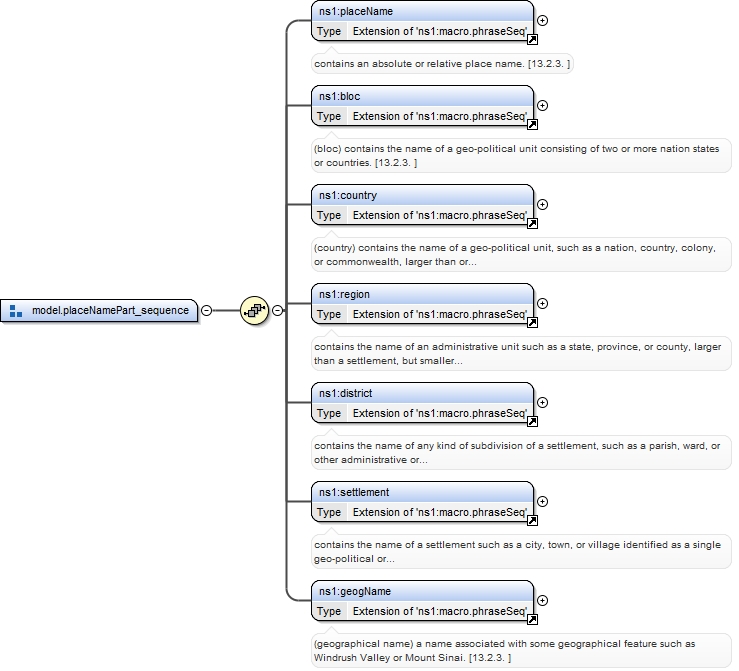 ns1:placeName
Type Extension of 'ns1:macro.phraseSeq'
contains an absolute or relative place name. [13.2.3. ]
ns1:bloc
Type Extension of 'ns1:macro.phraseSeq'
(bloc) contains the name of a geo-political unit consisting of two or more nation states
or countries. [13.2.3. ]
ns1:country
Type Extension of 'ns1:macro.phraseSeq'
(country) contains the name of a geo-political unit, such as a nation, country, colony,
or commonwealth, larger than or...
model.placeNamePart_sequence
ns1:region
Type Extension of 'ns1:macro.phraseSeq'
contains the name of an administrative unit such as a state, province, or county, larger
than a settlement, but smaller...
ns1:district
Type Extension of 'ns1:macro.phraseSeq'
contains the name of any kind of subdivision of a settlement, such as a parish, ward, or
other administrative or...
ns1:settlement
Type Extension of 'ns1:macro.phraseSeq'
contains the name of a settlement such as a city, town, or village identified as a single
geo-political or...
ns1:geogName
Type Extension of 'ns1:macro.phraseSeq'
(geographical name) a name associated with some geographical feature such as
Windrush Valley or Mount Sinai. [13.2.3. ]